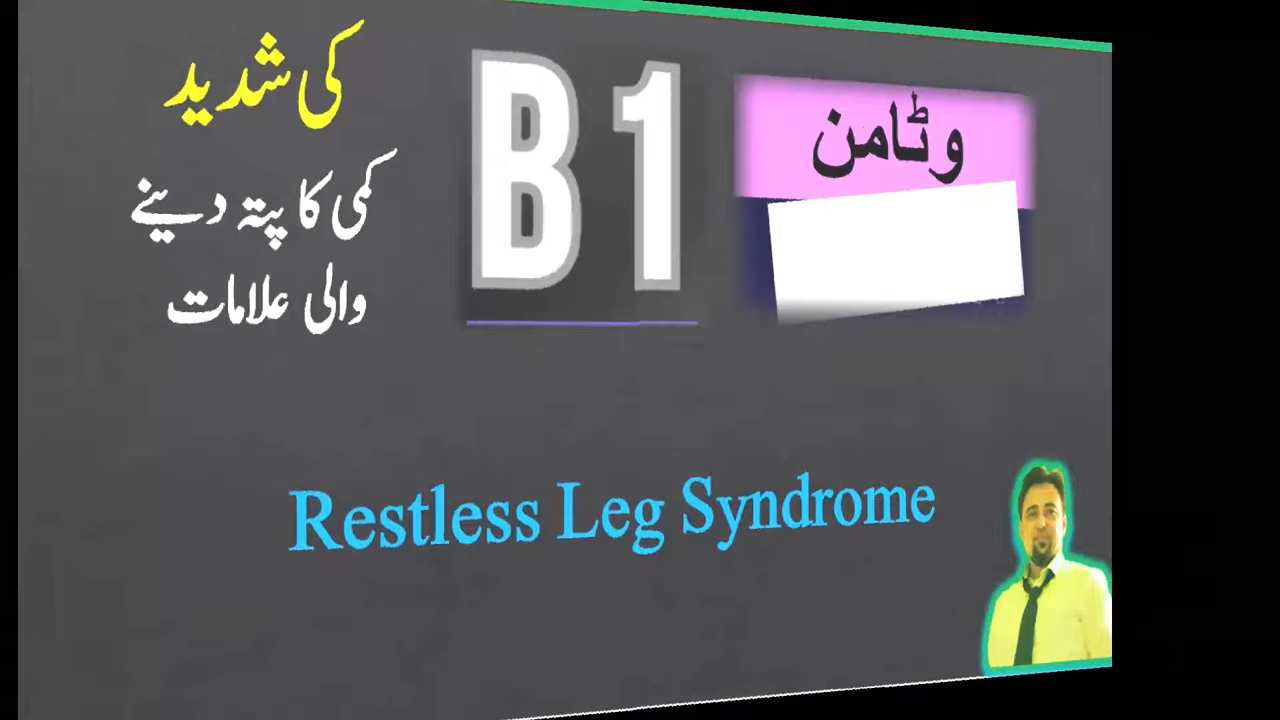 وٹامن
B1
کی شدید
کمی کا پتہ دینے
والی علامات
Restless Leg Syndrome